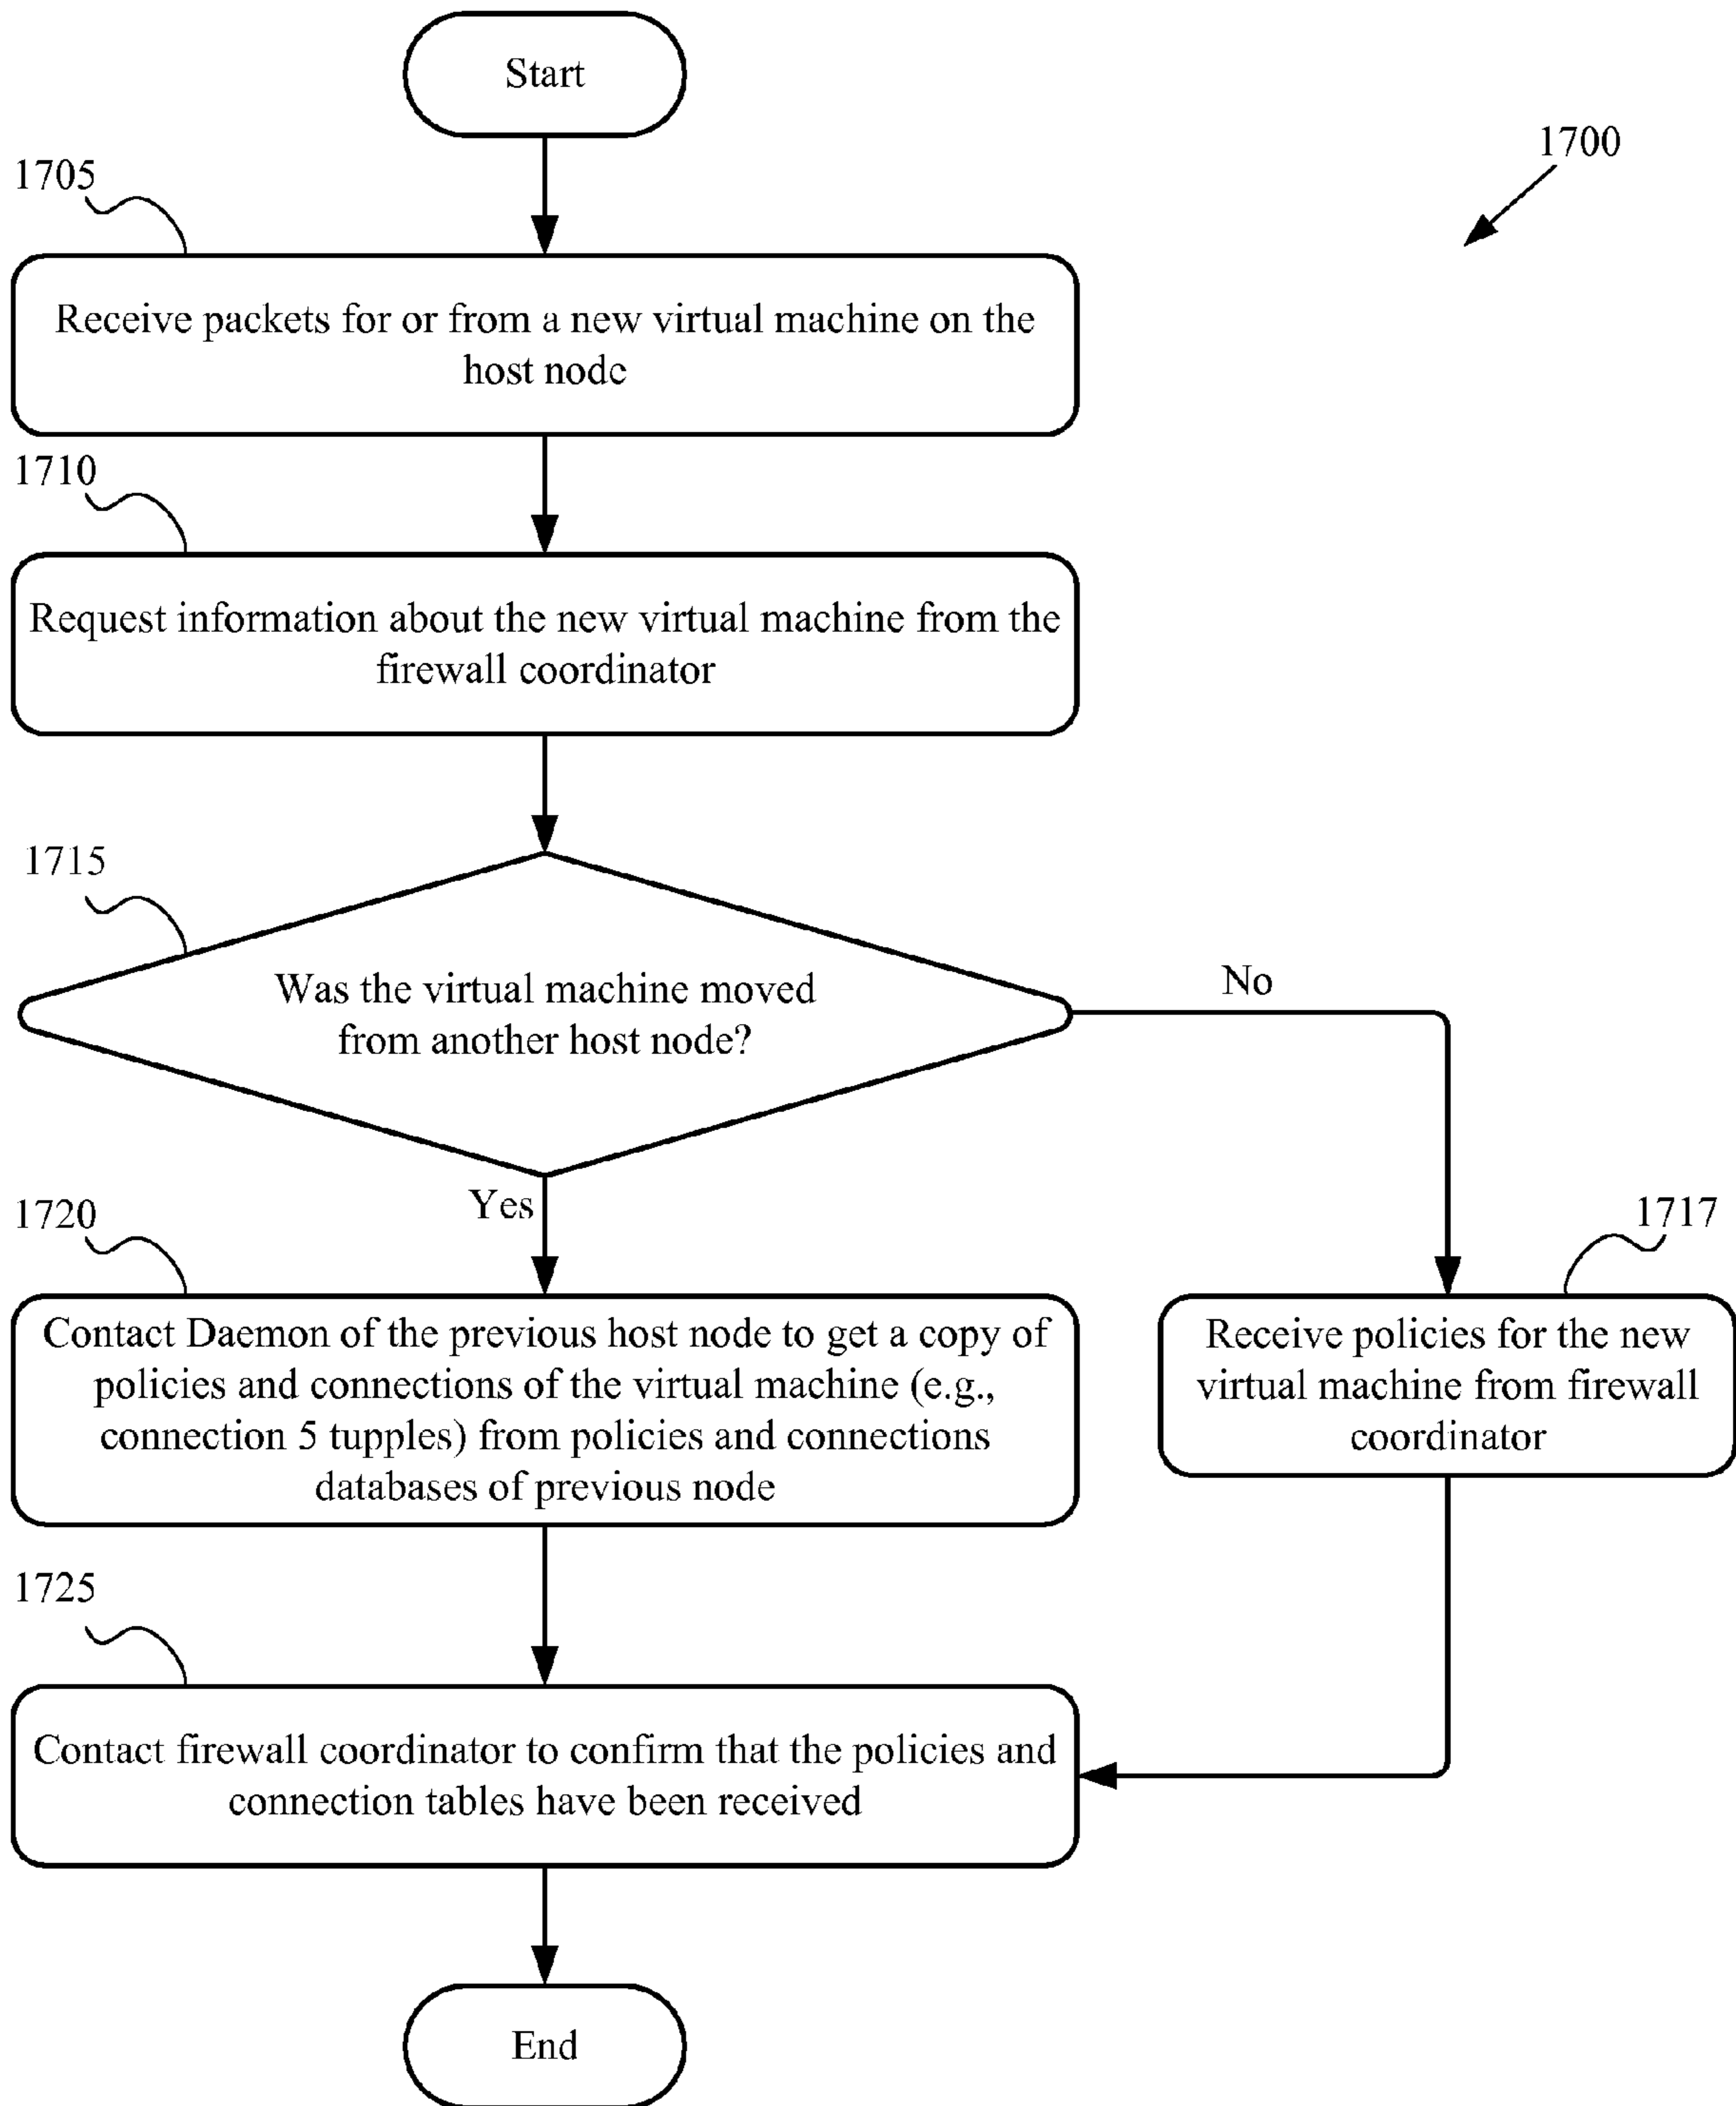 Start
1700
1705
Receive packets for or from a new virtual machine on the
host node
1710
Request information about the new virtual machine from the
firewall coordinator
1715
Was the virtual machine moved
from another host node?
No
Yes
1720
Contact Daemon of the previous host node to get a copy of
policies and connections of the virtual machine (e.g.,
connection 5 tupples) from policies and connections
databases of previous node
1717
Receive policies for the new
virtual machine from firewall
coordinator
1725
Contact firewall coordinator to confirm that the policies and
connection tables have been received
End